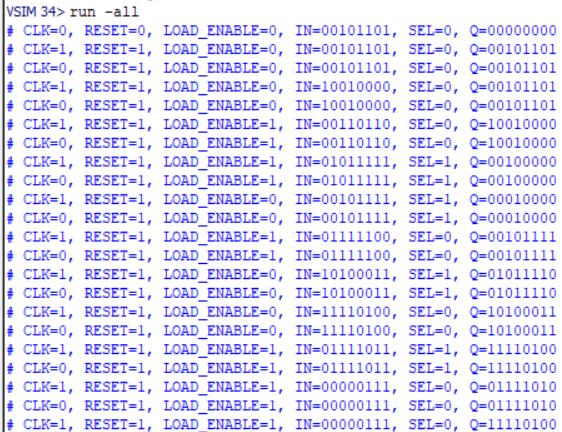 VSIM 34> run -all
# CLK=0, RESET=0, LOAD_ENABLE=0, IN=00101101, SEL=0, Q=00000000
# CLK=1, RESET=1, LOAD_ENABLE=0, IN=00101101, SEL=0, Q=00101101
# CLK=0, RESET=1, LOAD_ENABLE=0, IN=00101101, SEL=0, Q=00101101
# CLK=1, RESET=1, LOAD_ENABLE=0, IN=10010000, SEL=0, Q=00101101
# CLK=0, RESET=1, LOAD_ENABLE=0, IN=10010000, SEL=0, Q=00101101
# CLK=1, RESET=1, LOAD_ENABLE=1, IN=00110110, SEL=0, Q=10010000
# CLK=0, RESET=1, LOAD_ENABLE=1, IN=00110110, SEL=0, Q=10010000
# CLK=1, RESET=1, LOAD_ENABLE=1, IN=01011111, SEL=1, Q=00100000
# CLK=0, RESET=1, LOAD_ENABLE=1, IN=01011111, SEL=1, Q=00100000
# CLK=1, RESET=1, LOAD_ENABLE=0, IN=00101111, SEL=1, Q=00010000
# CLK=0, RESET=1, LOAD_ENABLE=0, IN=00101111, SEL=1, Q=00010000
# CLK=1, RESET=1, LOAD_ENABLE=1, IN=01111100, SEL=0, Q=00101111
# CLK=0, RESET=1, LOAD_ENABLE=1, IN=01111100, SEL=0, Q=00101111
# CLK=1, RESET=1, LOAD_ENABLE=0, IN=10100011, SEL=1, Q=01011110
# CLK=0, RESET=1, LOAD_ENABLE=0, IN=10100011, SEL=1, Q=01011110
# CLK=1, RESET=1, LOAD_ENABLE=0, IN=11110100, SEL=0, Q=10100011
# CLK=0, RESET=1, LOAD_ENABLE=0, IN=11110100, SEL=0, Q=10100011
# CLK=1, RESET=1, LOAD_ENABLE=1, IN=01111011, SEL=1, Q=11110100
# CLK=0, RESET=1, LOAD_ENABLE=1, IN=01111011, SEL=1, Q=11110100
# CLK=1, RESET=1, LOAD_ENABLE=1, IN=00000111, SEL=0, Q=01111010
# CLK=0, RESET=1, LOAD_ENABLE=1, IN=00000111, SEL=0, Q=01111010
# CLK=1, RESET=1, LOAD_ENABLE=1, IN=00000111, SEL=0, Q=11110100